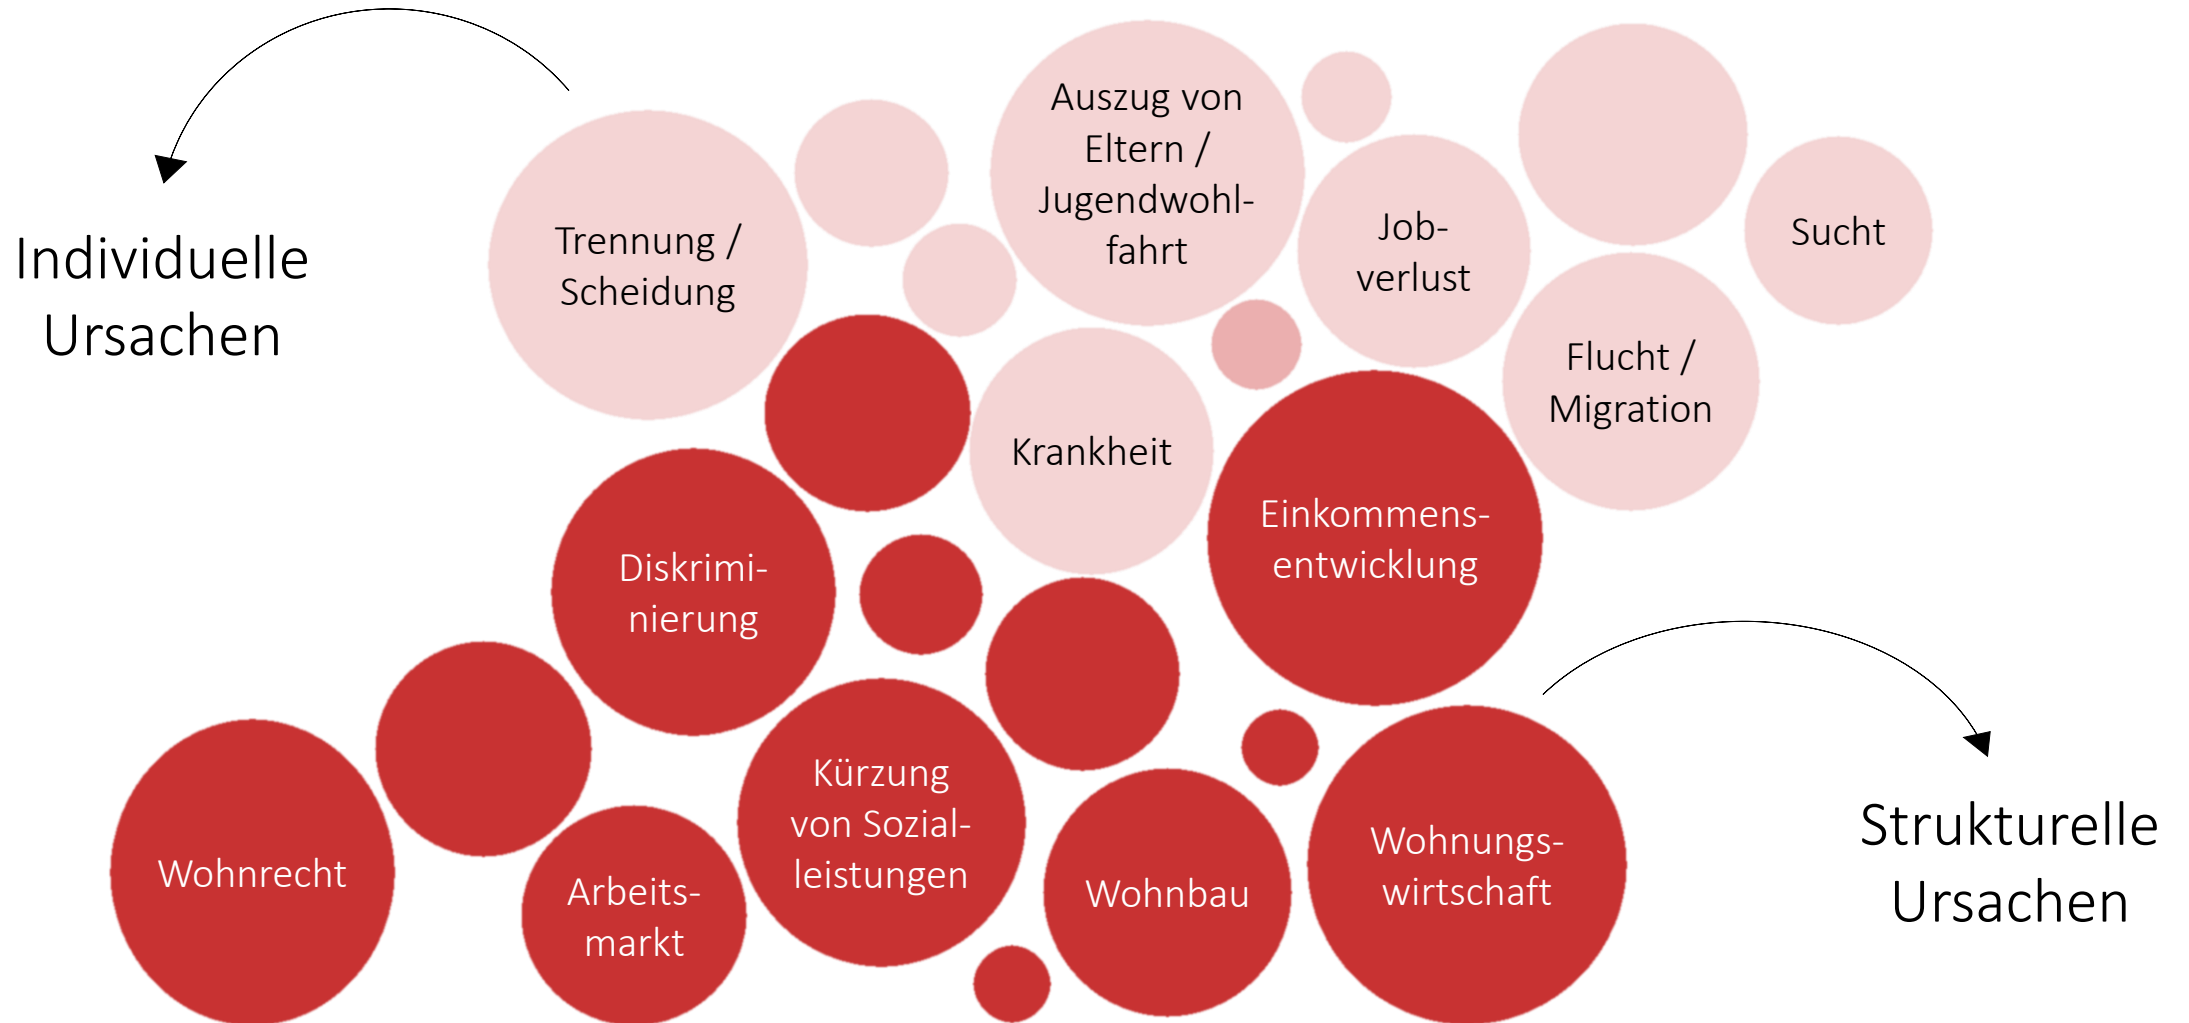 Individuelle
Ursachen
Trennung /
Scheidung
Auszug von
Eltern /
Jugendwohl-
fahrt
Job-
verlust
Sucht
Flucht /
Migration
Krankheit
Einkommens-
entwicklung
Diskrimi-
nierung
Kürzung
von Sozial-
leistungen
Wohnrecht
Arbeits-
markt
Wohnbau
Wohnungs-
wirtschaft
Strukturelle
Ursachen